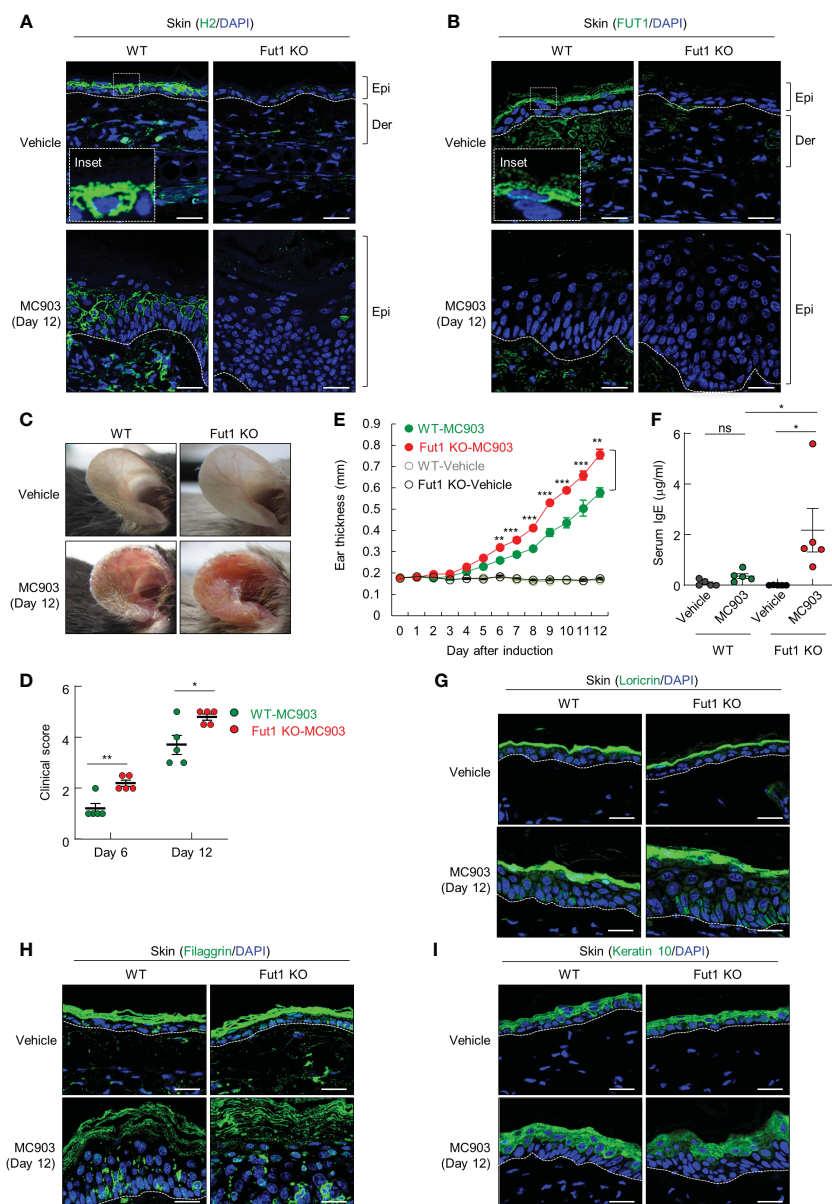 A
Skin (H2/DAPI)
WT
Fut1 KO
Vehicle
Inset
Epi
Der
MC903
(Day 12)
Epi
B
Skin (FUT1/DAPI)
WT
Fut1 KO
Vehicle
Inset
Epi
Der
MC903
(Day 12)
Epi
C
WT
Fut1 KO
Vehicle
MC903
(Day 12)
D
Clinical score
6
4
2
0
**
*
Day 6
Day 12
WT-MC903
Fut1 KO-MC903
E
Ear thickness (mm)
0.9
0.8
0.7
0.6
0.5
0.4
0.3
0.2
0.1
WT-MC903
Fut1 KO-MC903
WT-Vehicle
Fut1 KO-Vehicle
** *** *** *** *** *** **
0 1 2 3 4 5 6 7 8 9 10 11 12
Day after induction
F
Serum IgE (µg/ml)
6
4
2
0
*
ns
*
Vehicle
MC903
Vehicle
MC903
WT
Fut1 KO
G
Skin (Loricrin/DAPI)
WT
Fut1 KO
Vehicle
MC903
(Day 12)
H
Skin (Filaggrin/DAPI)
WT
Fut1 KO
Vehicle
MC903
(Day 12)
I
Skin (Keratin 10/DAPI)
WT
Fut1 KO
Vehicle
MC903
(Day 12)